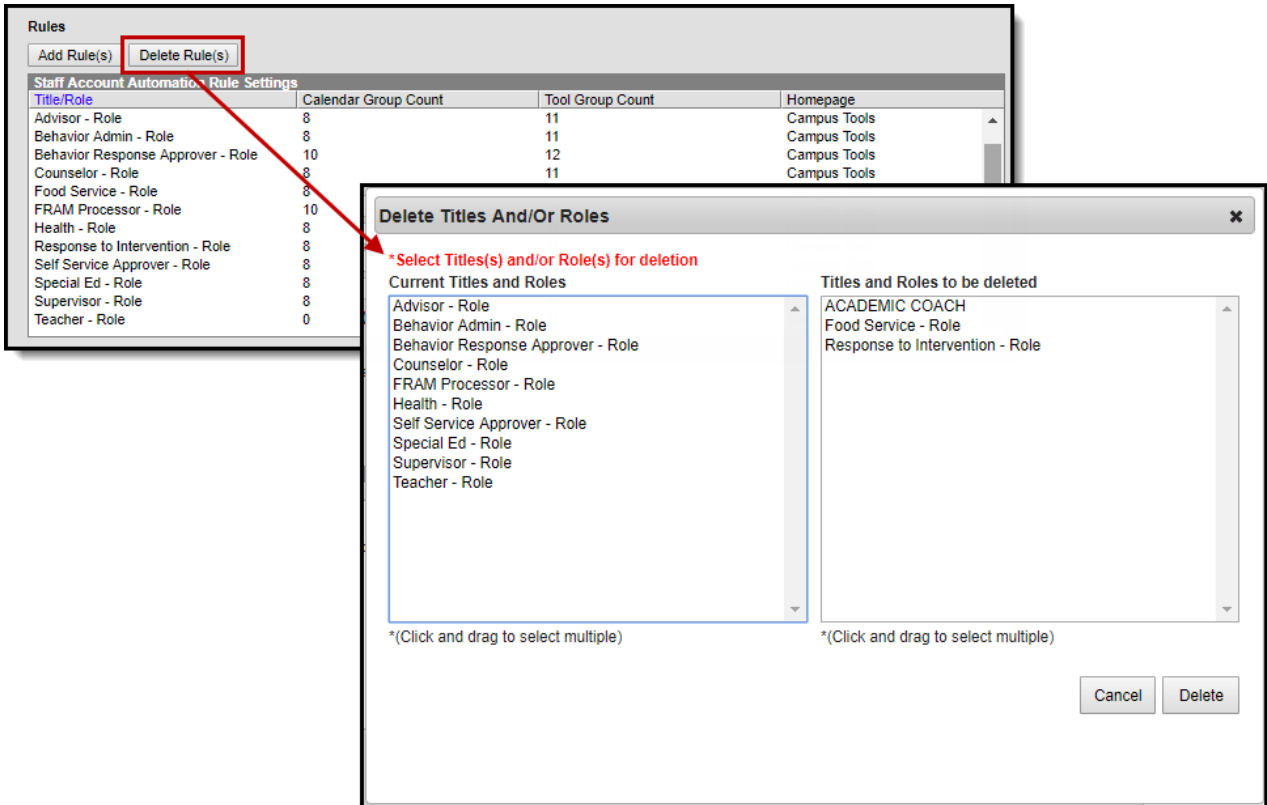 Rules
Add Rule(s) Delete Rule(s)
Staff Account Automation Rule Settings
Title/Role Calendar Group Count Tool Group Count Homepage
Advisor - Role 8 11 Campus Tools
Behavior Admin - Role 8 11 Campus Tools
Behavior Response Approver - Role 10 12 Campus Tools
Counselor - Role 8 11 Campus Tools
Food Service - Role 8
FRAM Processor - Role 10
Health - Role 8
Response to Intervention - Role 8
Self Service Approver - Role 8
Special Ed - Role 8
Supervisor - Role 8
Teacher - Role 0
Delete Titles And/Or Roles
*Select Titles(s) and/or Role(s) for deletion
Current Titles and Roles
Advisor - Role
Behavior Admin - Role
Behavior Response Approver - Role
Counselor - Role
FRAM Processor - Role
Health - Role
Self Service Approver - Role
Special Ed - Role
Supervisor - Role
Teacher - Role
*(Click and drag to select multiple)
Titles and Roles to be deleted
ACADEMIC COACH
Food Service - Role
Response to Intervention - Role
*(Click and drag to select multiple)
Cancel Delete